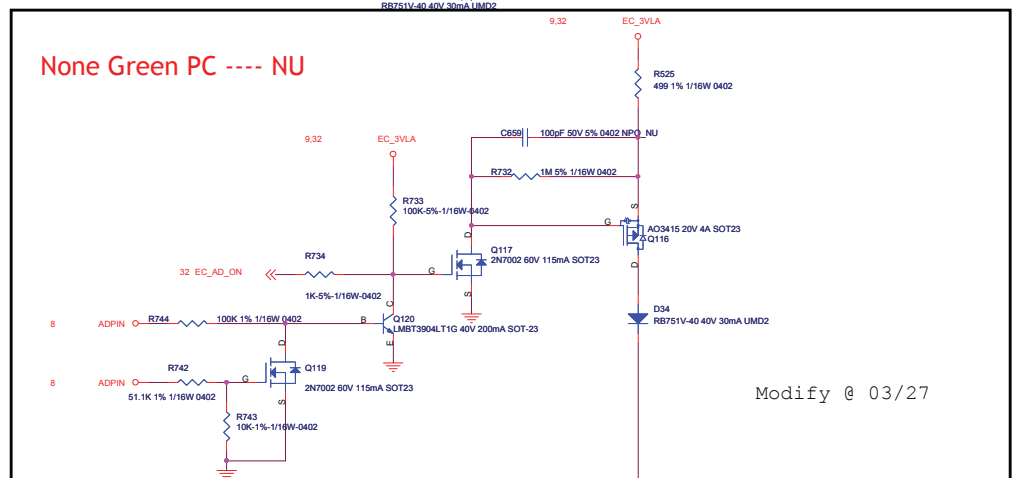 RB751V-40 40V 30mA UMD2
9,32 EC_3VLA
None Green PC ---- NU
R525
499 1% 1/16W 0402
C659 100pF 50V 5% 0402 NPO_NU
9,32 EC_3VLA
R732 1M 5% 1/16W 0402
R733
100K-5%-1/16W-0402
S
G
AO3415 20V 4A SOT23
Q116
D
D
Q117
2N7002 60V 115mA SOT23
R734
32 EC_AD_ON
G
S
1K-5%-1/16W-0402
C
D34
RB751V-40 40V 30mA UMD2
8 ADPIN R744 100K 1% 1/16W 0402
B
Q120
LMBT3904LT1G 40V 200mA SOT-23
E
D
Q119
2N7002 60V 115mA SOT23
R742
8 ADPIN
G
51.1K 1% 1/16W 0402
S
Modify @ 03/27
R743
10K-1%-1/16W-0402